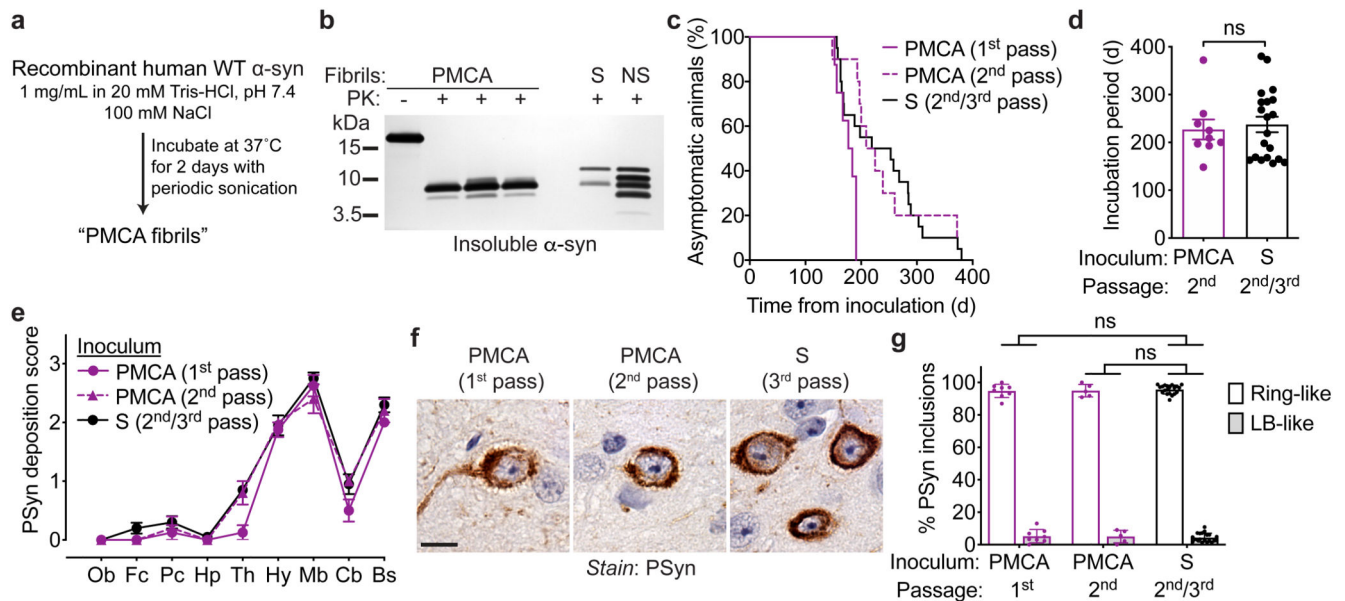 a
Recombinant human WT α-syn
1 mg/mL in 20 mM Tris-HCl, pH 7.4
100 mM NaCl
Incubate at 37˚C
for 2 days with
periodic sonication
“PMCA fibrils”
b
Fibrils: PMCA S NS
PK: - + + + + +
kDa
15
10
3.5
Insoluble α-syn
c
Asymptomatic animals (%)
100
80
60
40
20
0
0 100 200 300 400
Time from inoculation (d)
PMCA (1st pass)
PMCA (2nd pass)
S (2nd/3rd pass)
d
ns
Incubation period (d)
400
300
200
100
0
Inoculum: PMCA S
Passage: 2nd 2nd/3rd
e
PSyn deposition score
3
2
1
0
Inoculum
PMCA (1st pass)
PMCA (2nd pass)
S (2nd/3rd pass)
Ob Fc Pc Hp Th Hy Mb Cb Bs
f
PMCA PMCA S
(1st pass) (2nd pass) (3rd pass)
Stain: PSyn
g
ns
ns
% PSyn inclusions
100
80
60
40
20
0
Ring-like
LB-like
Inoculum: PMCA PMCA S
Passage: 1st 2nd 2nd/3rd